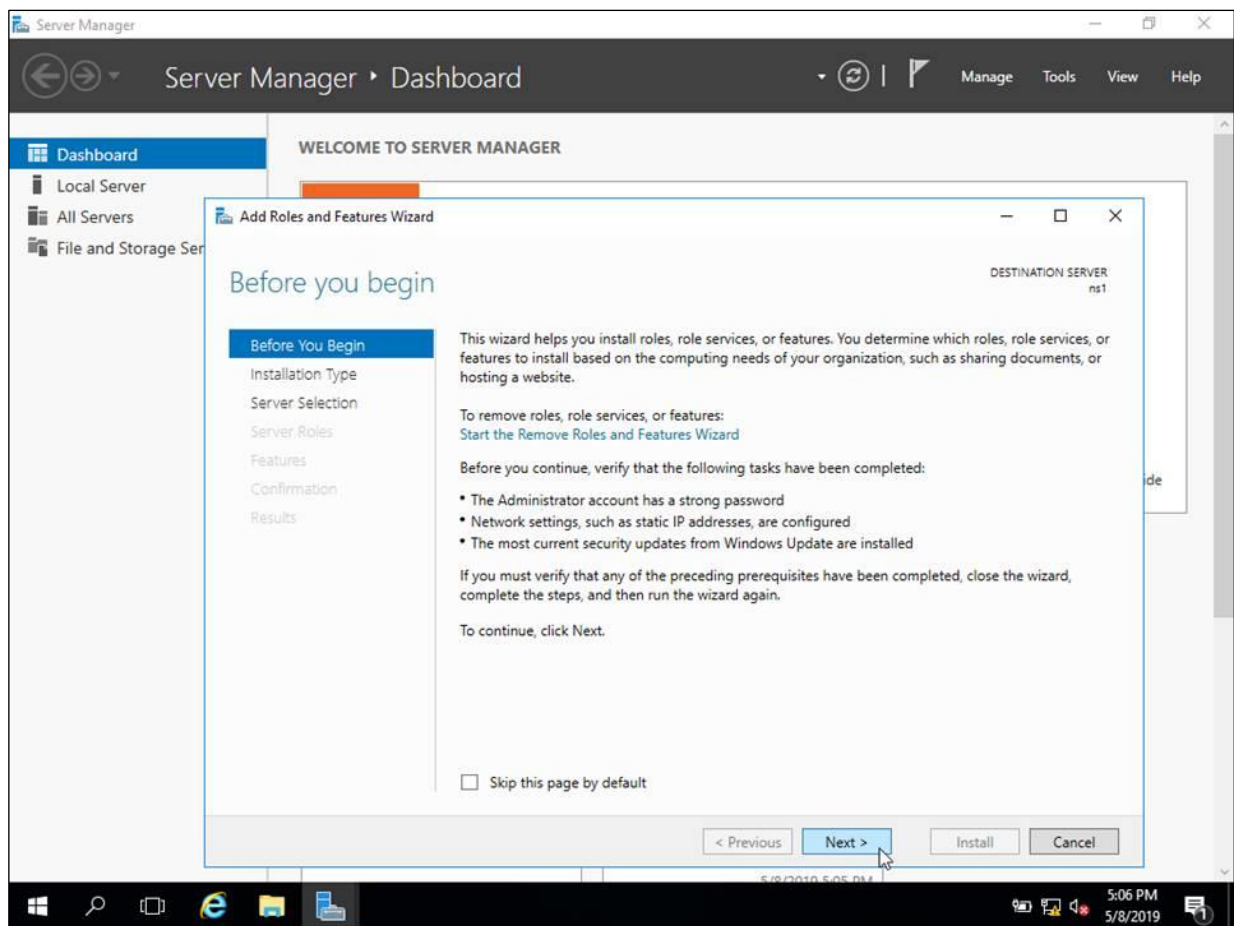 Server Manager
Server Manager • Dashboard
Manage Tools View Help
Dashboard
Local Server
All Servers
File and Storage Ser
WELCOME TO SERVER MANAGER
Add Roles and Features Wizard
Before you begin
DESTINATION SERVER
ns1
Before You Begin
Installation Type
Server Selection
Server Roles
Features
Confirmation
Results
This wizard helps you install roles, role services, or features. You determine which roles, role services, or
features to install based on the computing needs of your organization, such as sharing documents, or
hosting a website.
To remove roles, role services, or features:
Start the Remove Roles and Features Wizard
Before you continue, verify that the following tasks have been completed:
• The Administrator account has a strong password
• Network settings, such as static IP addresses, are configured
• The most current security updates from Windows Update are installed
If you must verify that any of the preceding prerequisites have been completed, close the wizard,
complete the steps, and then run the wizard again.
To continue, click Next.
Skip this page by default
< Previous Next > Install Cancel
ide
5/8/2019 5:05 PM
5:06 PM
5/8/2019
1